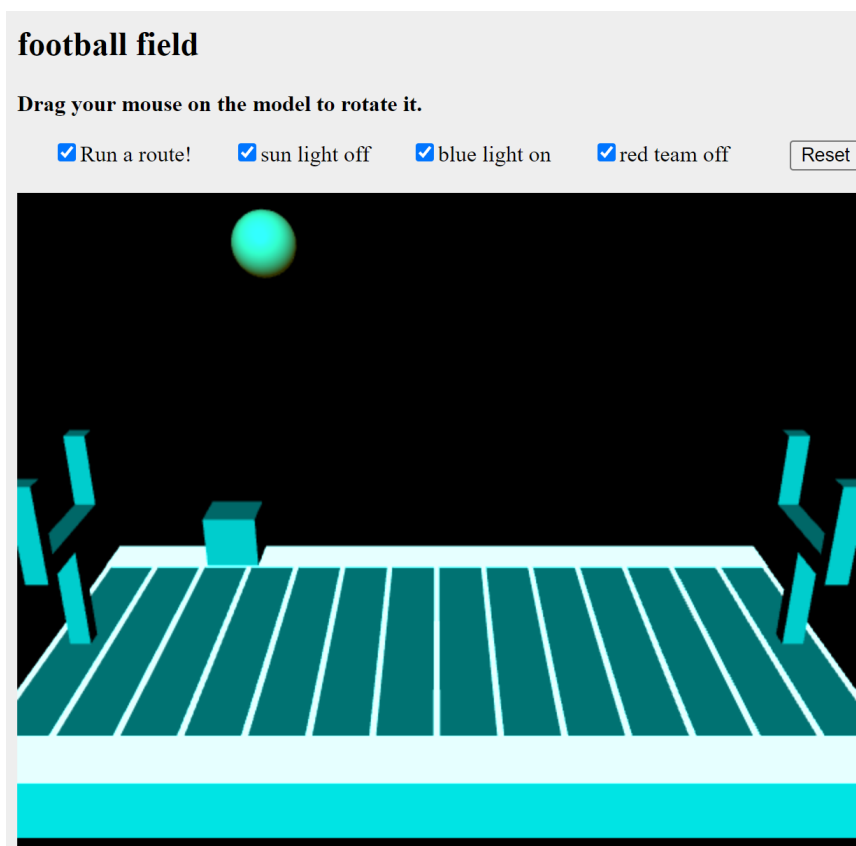 football field
Drag your mouse on the model to rotate it.
Run a route! sun light off blue light on red team off Reset